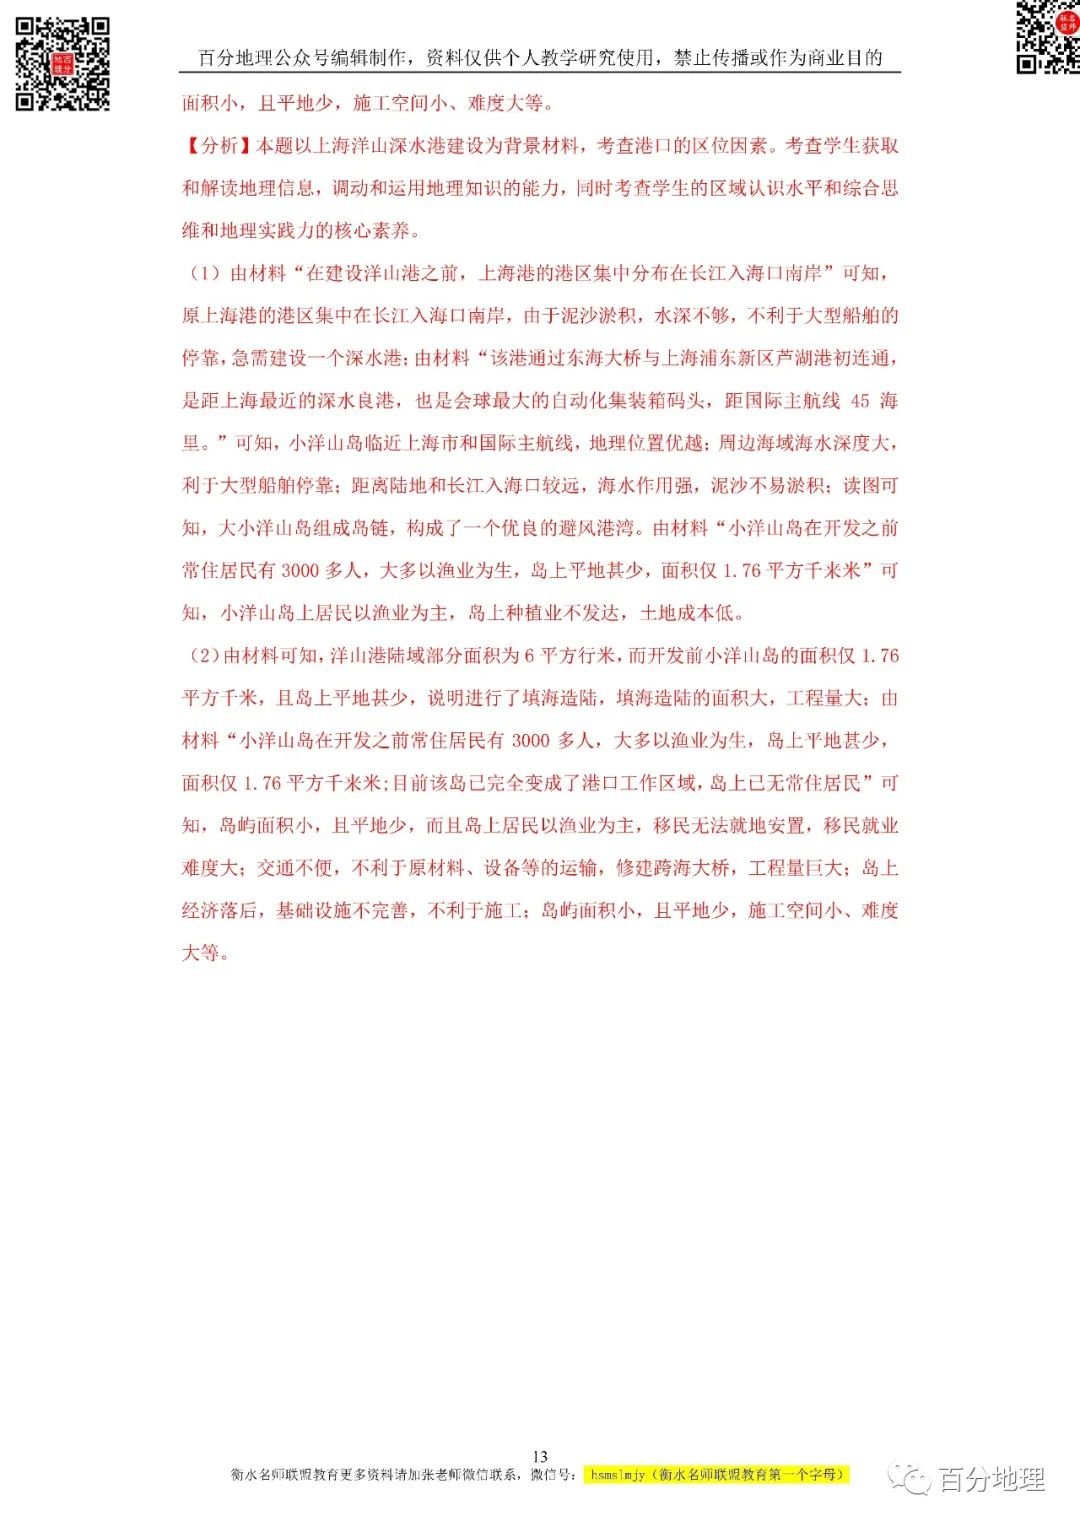 百分地理公众号编辑制作，资料仅供个人教学研究使用，禁止传播或作为商业目的
面积小，且平地少，施工空间小、难度大等。
【分析】本题以上海洋山深水港建设为背景材料，考查港口的区位因素。考查学生获取
和解读地理信息，调动和运用地理知识的能力，同时考查学生的区域认识水平和综合思
维和地理实践力的核心素养。
（1）由材料“在建设洋山港之前，上海港的港区集中分布在长江入海口南岸”可知，
原上海港的港区集中在长江入海口南岸，由于泥沙淤积，水深不够，不利于大型船舶的
停靠，急需建设一个深水港；由材料“该港通过东海大桥与上海浦东新区芦湖港初连通，
是距上海最近的深水良港，也是会球最大的自动化集装箱码头，距国际主航线 45 海
里。”可知，小洋山岛临近上海市和国际主航线，地理位置优越；周边海域海水深度大，
利于大型船舶停靠；距离陆地和长江入海口较远，海水作用强，泥沙不易淤积；读图可
知，大小洋山岛组成岛链，构成了一个优良的避风港湾。由材料“小洋山岛在开发之前
常住居民有 3000 多人，大多以渔业为生，岛上平地甚少，面积仅 1.76 平方千来米”可
知，小洋山岛上居民以渔业为主，岛上种植业不发达，土地成本低。
（2）由材料可知，洋山港陆域部分面积为 6 平方行米，而开发前小洋山岛的面积仅 1.76
平方千米，且岛上平地甚少，说明进行了填海造陆，填海造陆的面积大，工程量大；由
材料“小洋山岛在开发之前常住居民有 3000 多人，大多以渔业为生，岛上平地甚少，
面积仅 1.76 平方千来米;目前该岛已完全变成了港口工作区域，岛上已无常住居民”可
知，岛屿面积小，且平地少，而且岛上居民以渔业为主，移民无法就地安置，移民就业
难度大；交通不便，不利于原材料、设备等的运输，修建跨海大桥，工程量巨大；岛上
经济落后，基础设施不完善，不利于施工；岛屿面积小，且平地少，施工空间小、难度
大等。
13
衡水名师联盟教育更多资料请加张老师微信联系，微信号： hsmslmjy（衡水名师联盟教育第一个字母）
百分地理